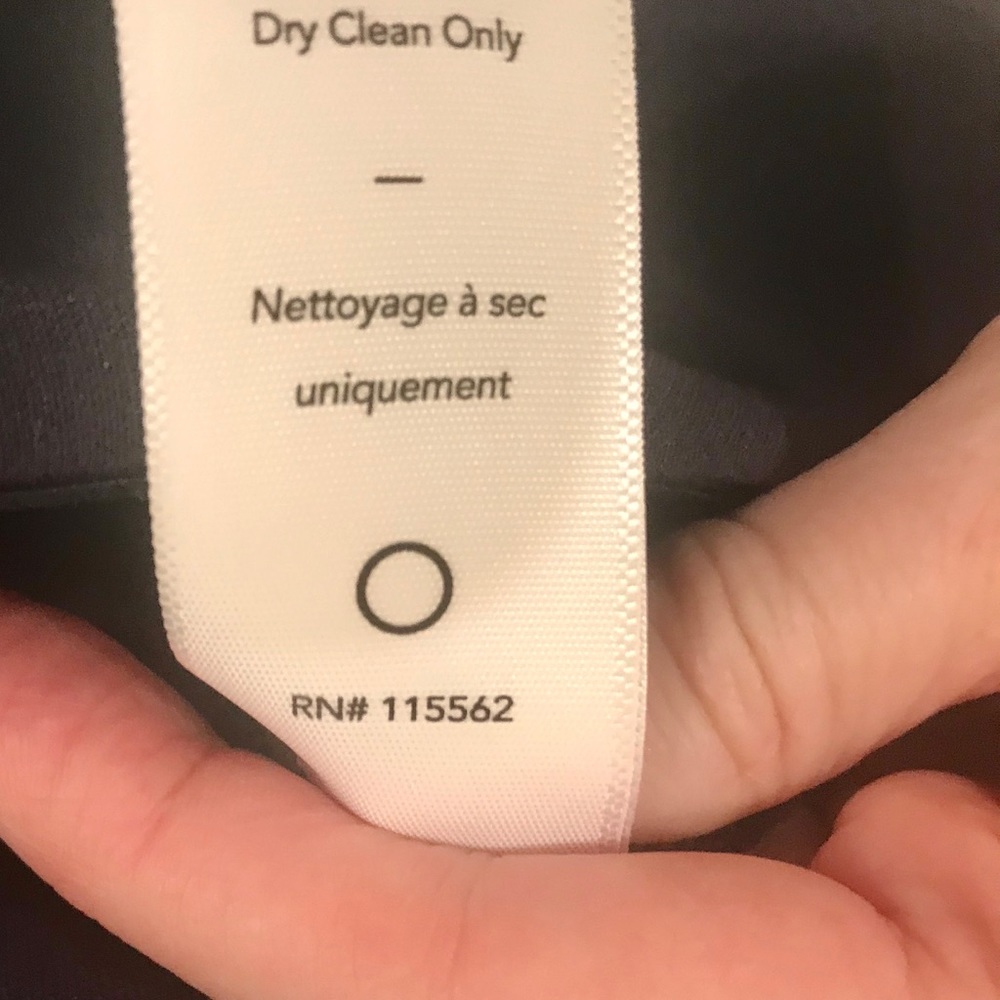 Dry Clean Only
—
Nettoyage à sec
uniquement
RN# 115562